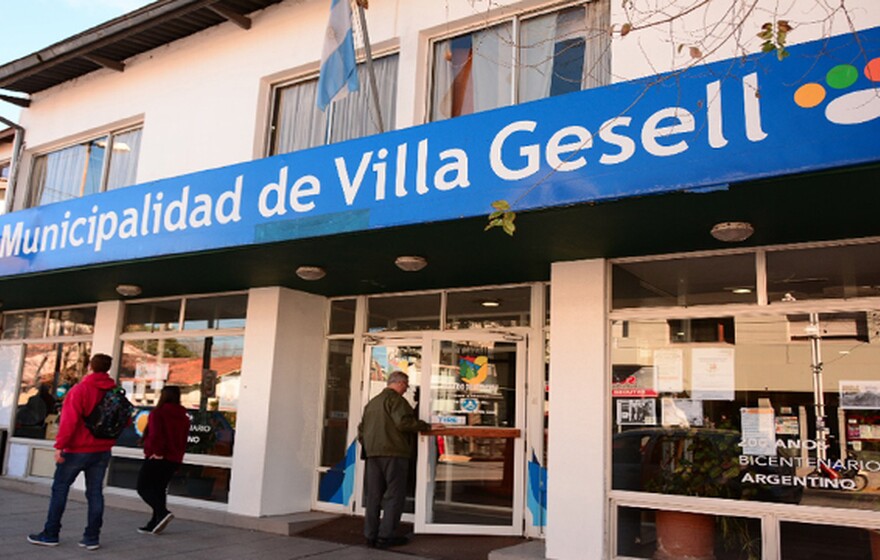 Municipalidad de Villa Gesell
200 AÑOS
BICENTENARIO
ARGENTINO